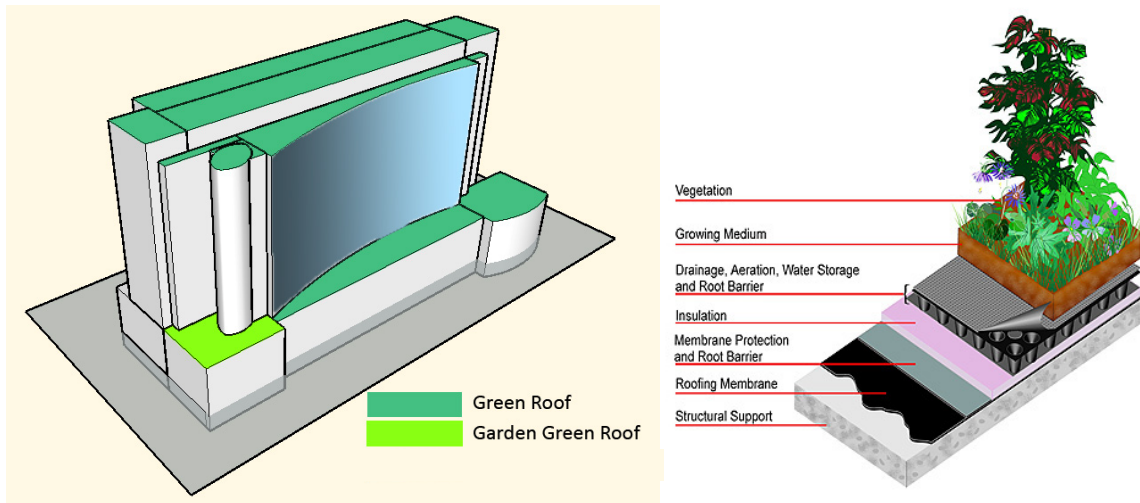 Green Roof
Garden Green Roof
Vegetation
Growing Medium
Drainage, Aeration, Water Storage
and Root Barrier
Insulation
Membrane Protection
and Root Barrier
Roofing Membrane
Structural Support